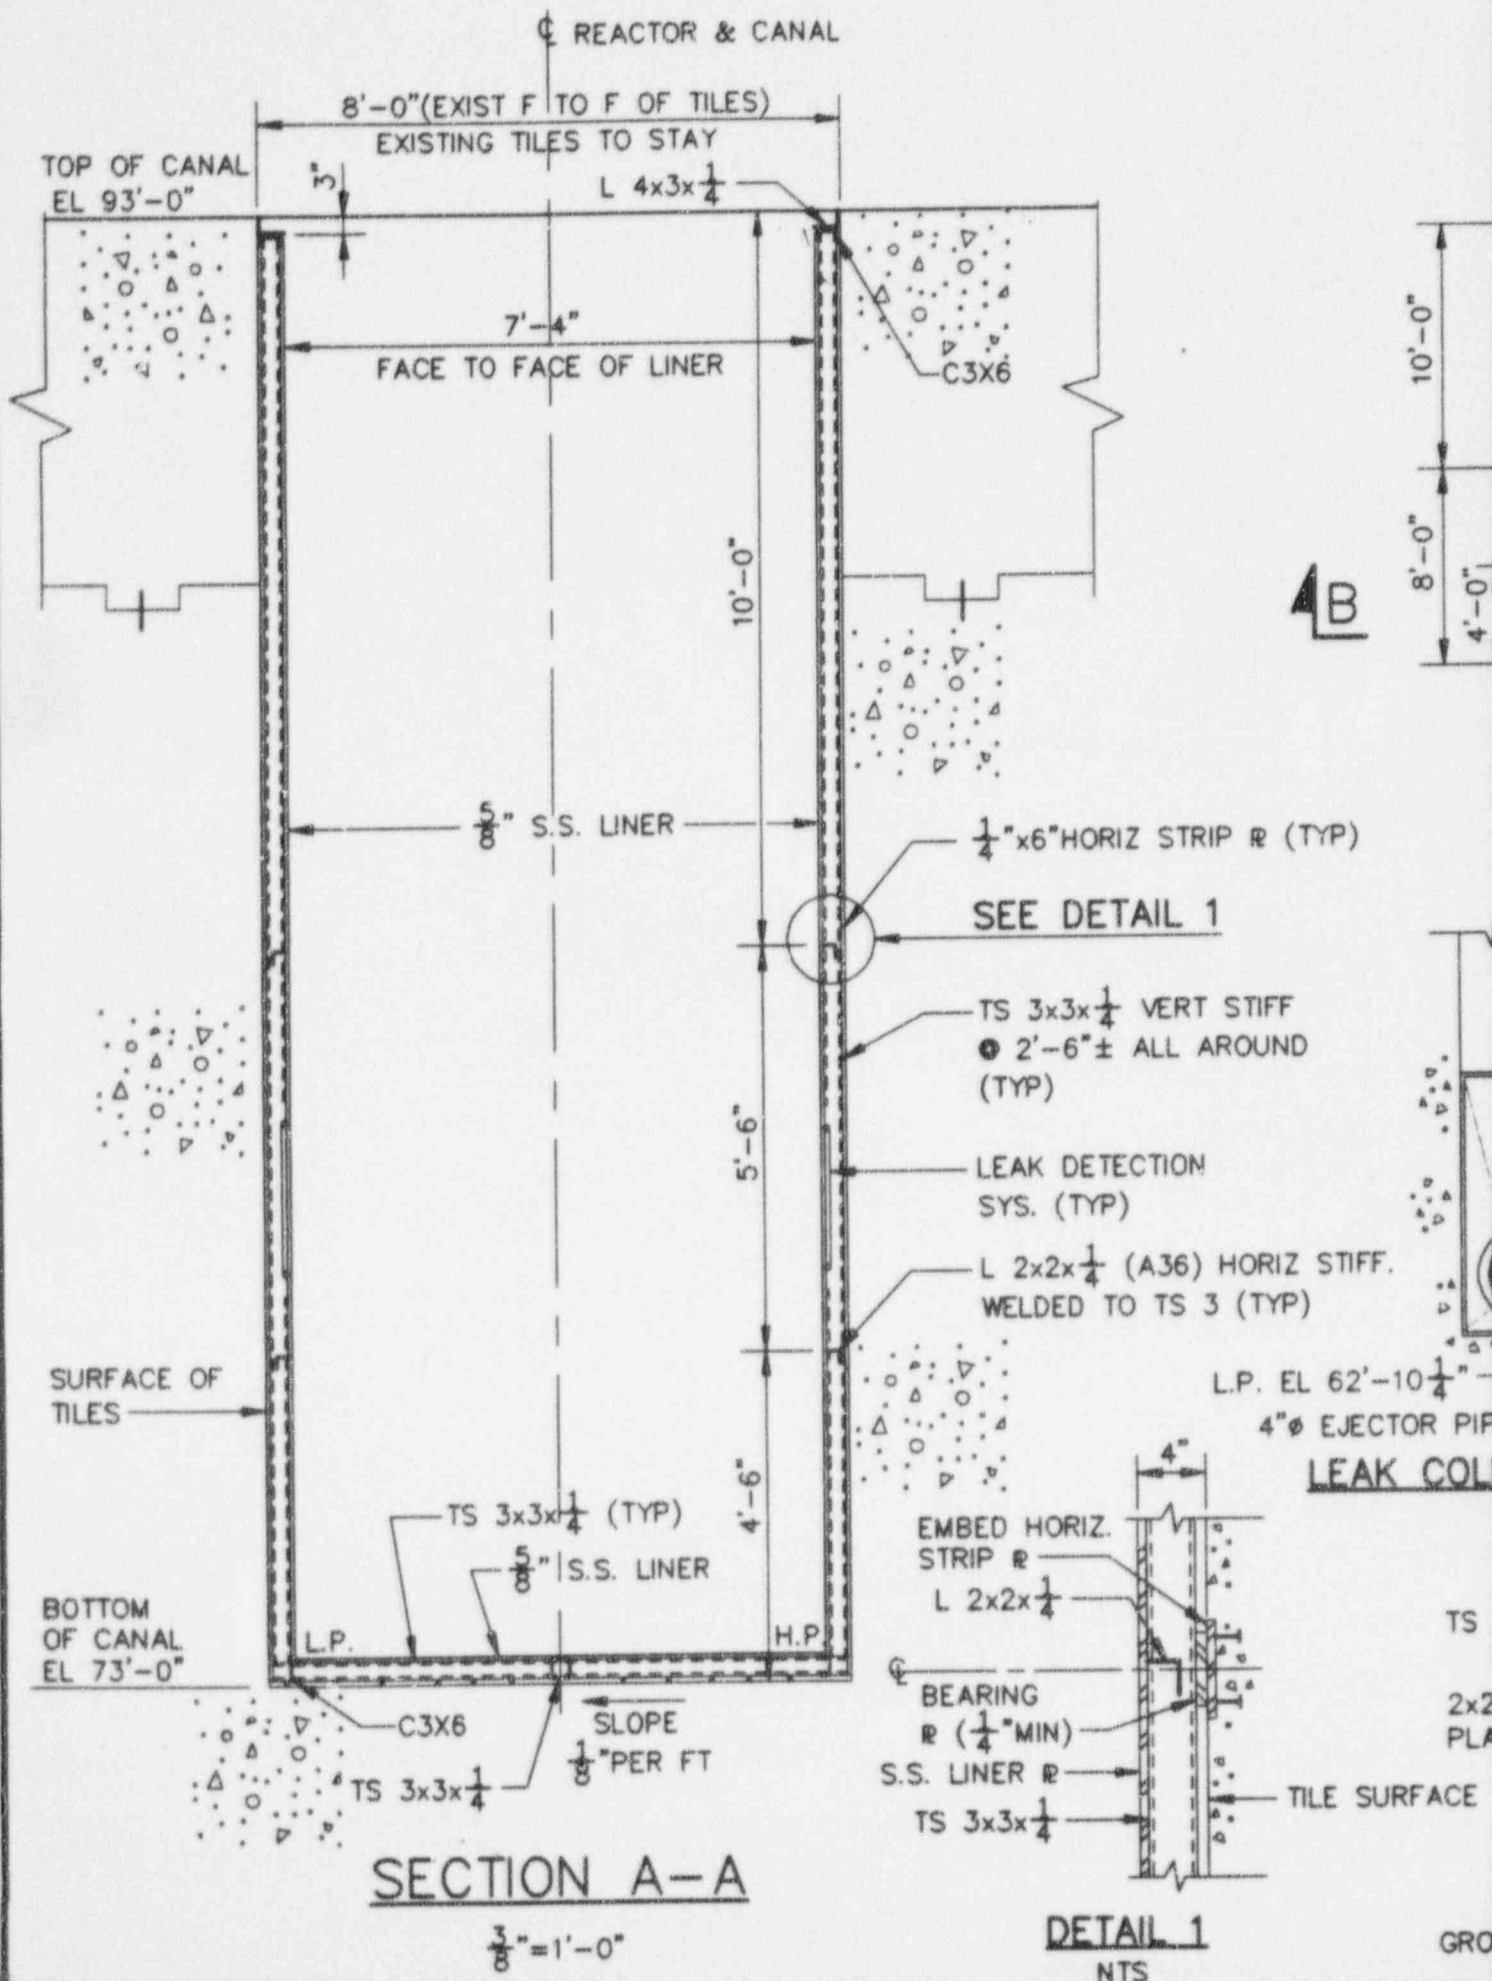 ℄ REACTOR & CANAL
8'-0"(EXIST F TO F OF TILES)
EXISTING TILES TO STAY
TOP OF CANAL
EL 93'-0"
3"
L 4x3x1/4
7'-4"
FACE TO FACE OF LINER
C3X6
10'-0"
10'-0"
8'-0"
4'-0"
B
5/8" S.S. LINER
1/4"x6"HORIZ STRIP ⅊ (TYP)
SEE DETAIL 1
TS 3x3x1/4 VERT STIFF
@ 2'-6"± ALL AROUND
(TYP)
5'-6"
LEAK DETECTION
SYS. (TYP)
L 2x2x1/4 (A36) HORIZ STIFF.
WELDED TO TS 3 (TYP)
SURFACE OF
TILES
L.P. EL 62'-10 1/4"
4"ø EJECTOR PIP
LEAK COL
4'-6"
TS 3x3x1/4 (TYP)
5/8" S.S. LINER
BOTTOM
OF CANAL
EL 73'-0"
L.P.
H.P.
C3X6
SLOPE
1/8"PER FT
TS 3x3x1/4
SECTION A-A
3/8"=1'-0"
4"
EMBED HORIZ.
STRIP ⅊
L 2x2x1/4
℄
BEARING
⅊ (1/4"MIN)
S.S. LINER ⅊
TS 3x3x1/4
TILE SURFACE
DETAIL 1
NTS
TS
2x2
PLA
GRO